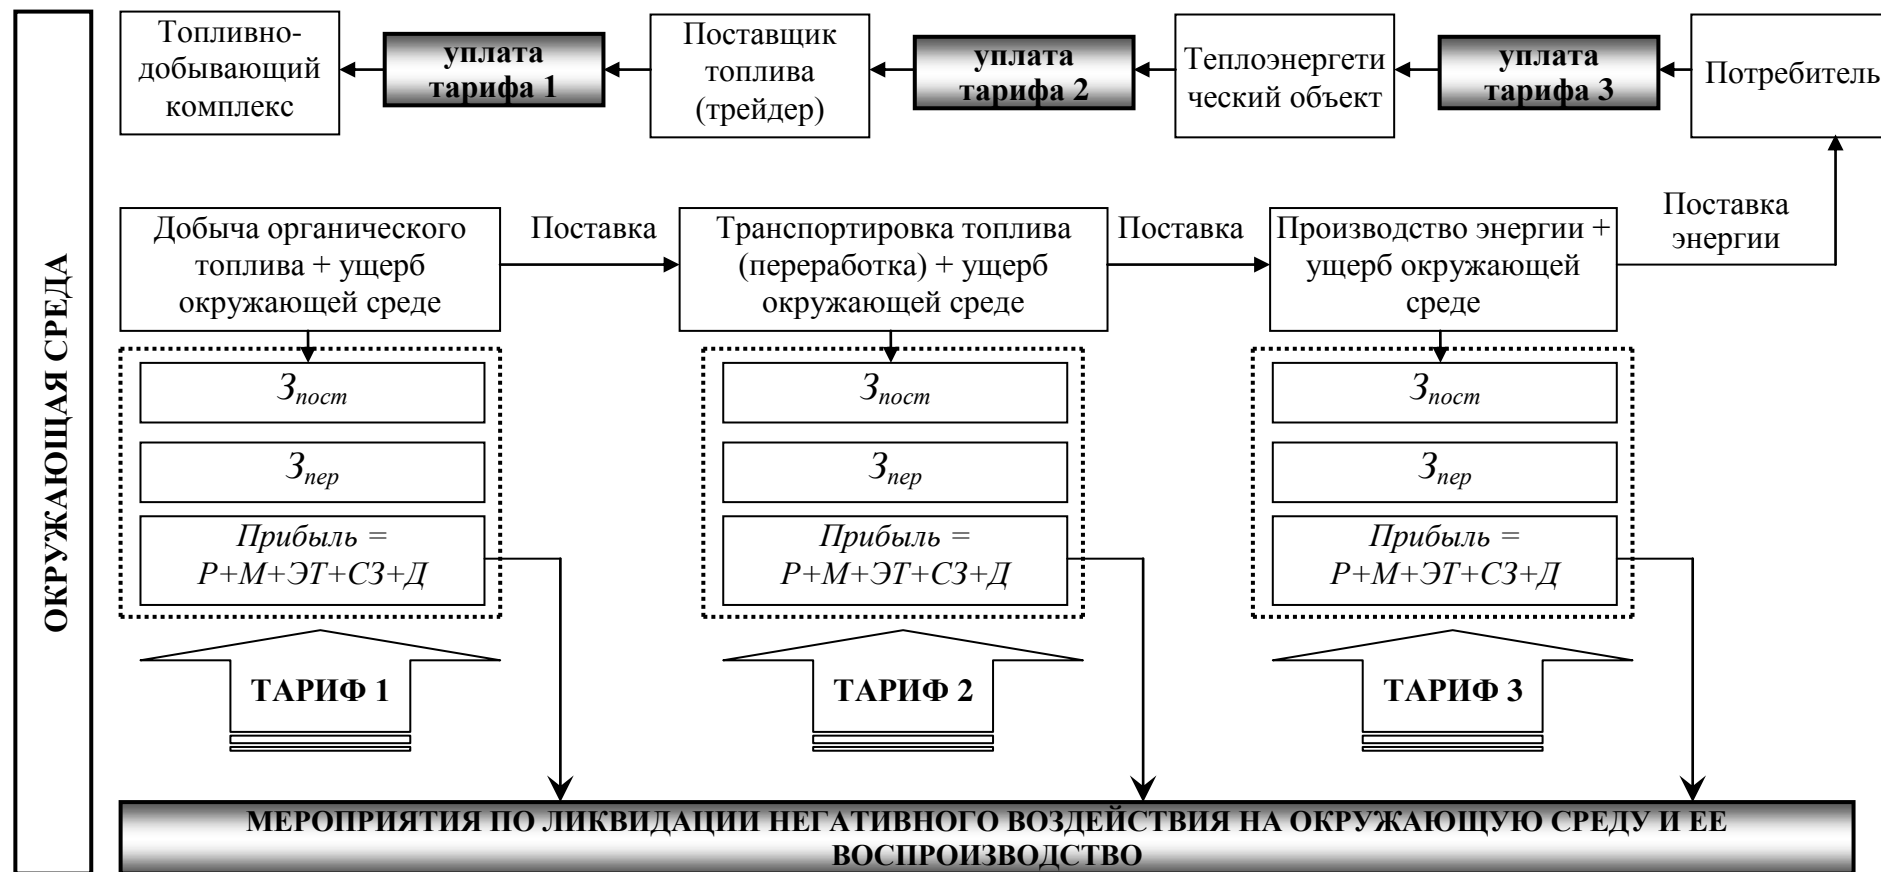 ОКРУЖАЮЩАЯ СРЕДА
Топливно-
добывающий
комплекс
уплата
тарифа 1
Поставщик
топлива
(трейдер)
уплата
тарифа 2
Теплоэнергети
ческий объект
уплата
тарифа 3
Потребитель
Добыча органического
топлива + ущерб
окружающей среде
Поставка
Транспортировка топлива
(переработка) + ущерб
окружающей среде
Поставка
Производство энергии +
ущерб окружающей
среде
Поставка
энергии
Зпост
Зпер
Прибыль =
Р+М+ЭТ+СЗ+Д
Зпост
Зпер
Прибыль =
Р+М+ЭТ+СЗ+Д
Зпост
Зпер
Прибыль =
Р+М+ЭТ+СЗ+Д
ТАРИФ 1
ТАРИФ 2
ТАРИФ 3
МЕРОПРИЯТИЯ ПО ЛИКВИДАЦИИ НЕГАТИВНОГО ВОЗДЕЙСТВИЯ НА ОКРУЖАЮЩУЮ СРЕДУ И ЕЕ
ВОСПРОИЗВОДСТВО